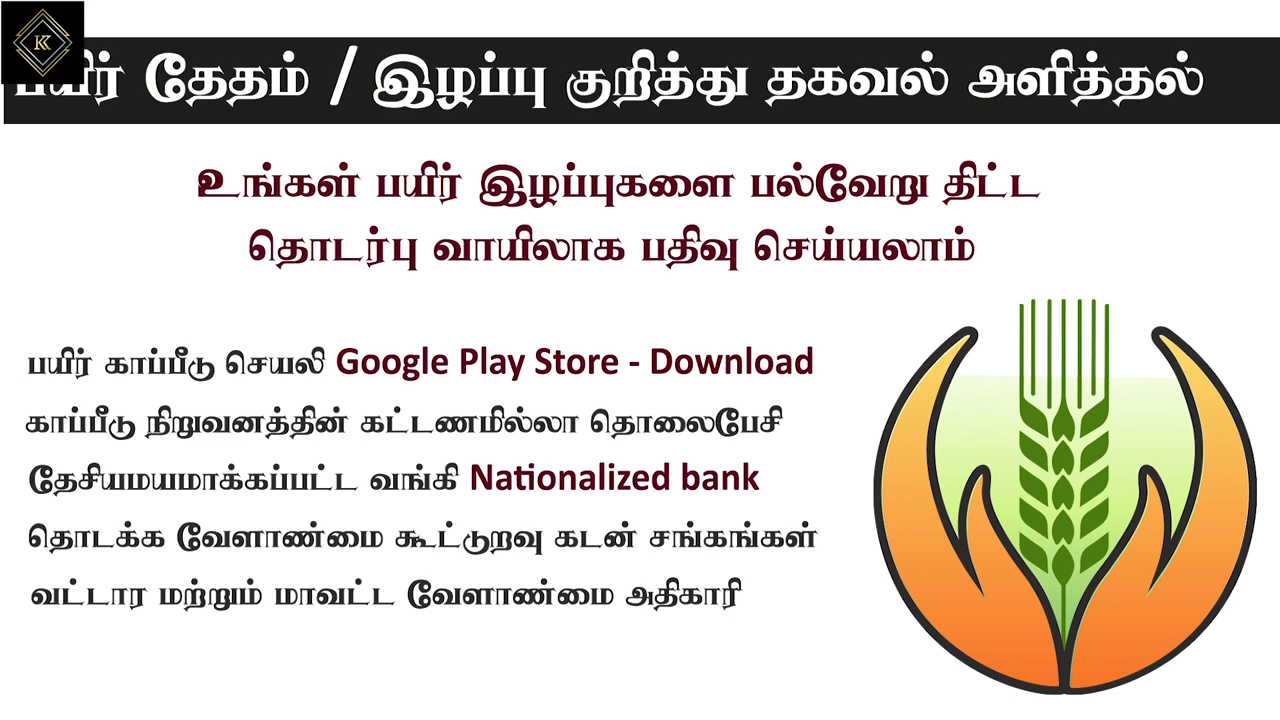 பயிர் தேதம் / இழப்பு குறித்து தகவல் அளித்தல்
உங்கள் பயிர் இழப்புகளை பல்வேறு திட்ட
தொடர்பு வாயிலாக பதிவு செய்யலாம்
பயிர் காப்பீடு செயலி Google Play Store - Download
காப்பீடு நிறுவனத்தின் கட்டணமில்லா தொலைபேசி
தேசியமயமாக்கப்பட்ட வங்கி Nationalized bank
தொடக்க வேளாண்மை கூட்டுறவு கடன் சங்கங்கள்
வட்டார மற்றும் மாவட்ட வேளாண்மை அதிகாரி